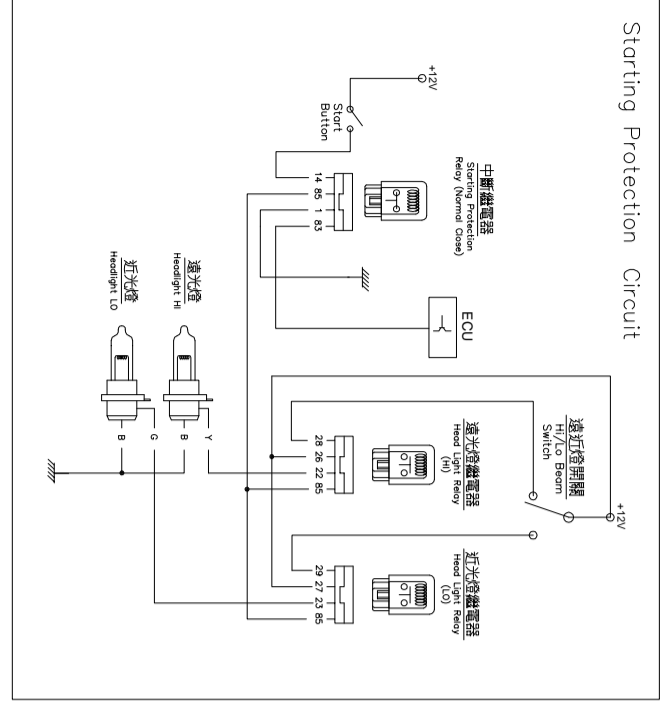 Starting Protection Circuit
+12V
Start
Button
中斷繼電器
Starting Protection
Relay (Normal Close)
14
85
1
83
ECU
遠光燈
Headlight HI
近光燈
Headlight LO
Y
B
G
B
遠光燈繼電器
Head Light Relay
(HI)
28
26
22
85
遠近燈開關
Hi/Lo Beam
Switch
+12V
近光燈繼電器
Head Light Relay
(LO)
29
27
23
85